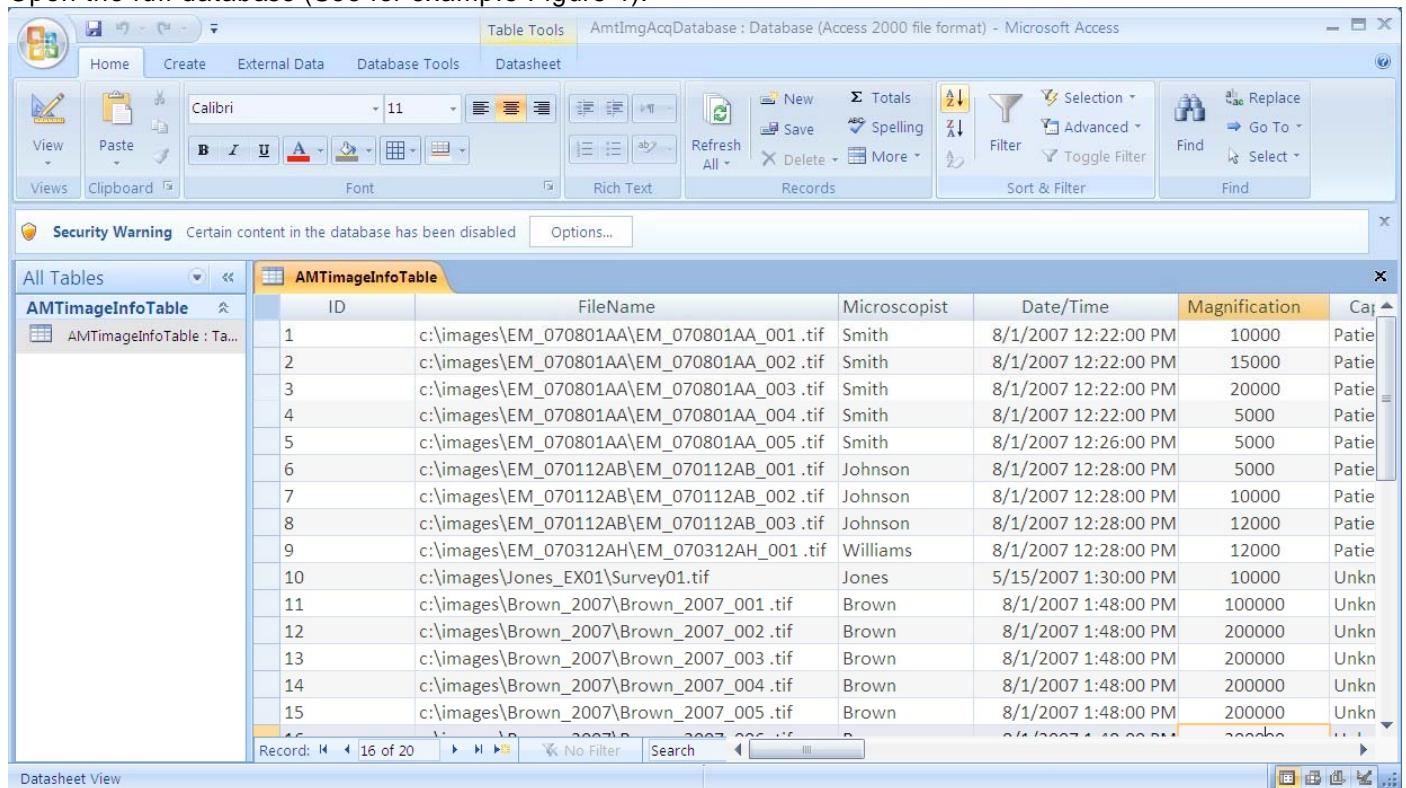 Table Tools AmtImgAcqDatabase : Database (Access 2000 file format) - Microsoft Access
Home Create External Data Database Tools Datasheet
Calibri 11 New Σ Totals Selection Replace
Save Spelling Advanced Go To
View Paste B I U A Refresh All Delete More Filter Toggle Filter Find Select
Views Clipboard Font Rich Text Records Sort & Filter Find
Security Warning Certain content in the database has been disabled Options...
All Tables AMTimageInfoTable
AMTimageInfoTable ID FileName Microscopist Date/Time Magnification
AMTimageInfoTable : Ta... 1 c:\images\EM_070801AA\EM_070801AA_001 .tif Smith 8/1/2007 12:22:00 PM 10000 Patie
2 c:\images\EM_070801AA\EM_070801AA_002 .tif Smith 8/1/2007 12:22:00 PM 15000 Patie
3 c:\images\EM_070801AA\EM_070801AA_003 .tif Smith 8/1/2007 12:22:00 PM 20000 Patie
4 c:\images\EM_070801AA\EM_070801AA_004 .tif Smith 8/1/2007 12:22:00 PM 5000 Patie
5 c:\images\EM_070801AA\EM_070801AA_005 .tif Smith 8/1/2007 12:26:00 PM 5000 Patie
6 c:\images\EM_070112AB\EM_070112AB_001 .tif Johnson 8/1/2007 12:28:00 PM 5000 Patie
7 c:\images\EM_070112AB\EM_070112AB_002 .tif Johnson 8/1/2007 12:28:00 PM 10000 Patie
8 c:\images\EM_070112AB\EM_070112AB_003 .tif Johnson 8/1/2007 12:28:00 PM 12000 Patie
9 c:\images\EM_070312AH\EM_070312AH_001 .tif Williams 8/1/2007 12:28:00 PM 12000 Patie
10 c:\images\Jones_EX01\Survey01.tif Jones 5/15/2007 1:30:00 PM 10000 Unkn
11 c:\images\Brown_2007\Brown_2007_001 .tif Brown 8/1/2007 1:48:00 PM 100000 Unkn
12 c:\images\Brown_2007\Brown_2007_002 .tif Brown 8/1/2007 1:48:00 PM 200000 Unkn
13 c:\images\Brown_2007\Brown_2007_003 .tif Brown 8/1/2007 1:48:00 PM 200000 Unkn
14 c:\images\Brown_2007\Brown_2007_004 .tif Brown 8/1/2007 1:48:00 PM 200000 Unkn
15 c:\images\Brown_2007\Brown_2007_005 .tif Brown 8/1/2007 1:48:00 PM 200000 Unkn
Record: 16 of 20 No Filter Search
Datasheet View